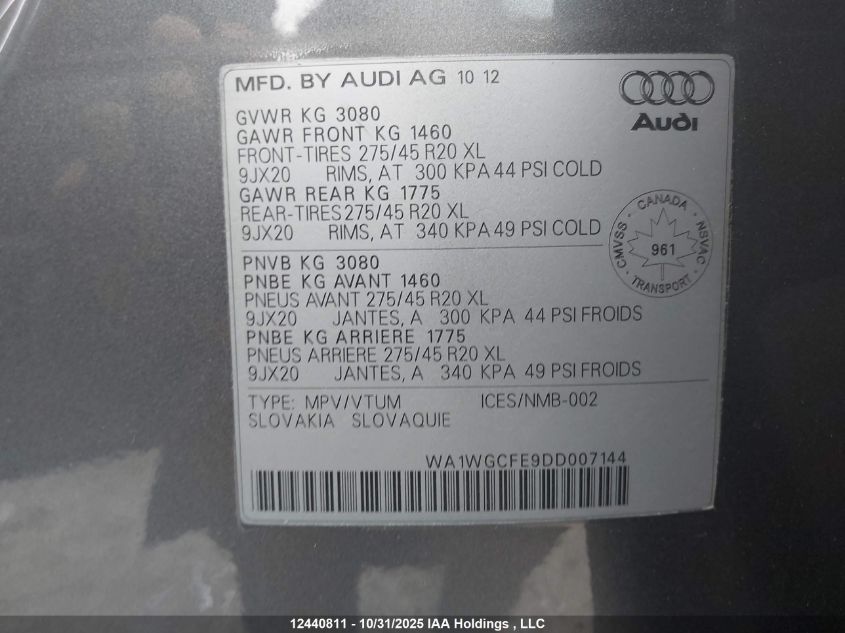 MFD. BY AUDI AG 10 12
Audi
GVWR KG 3080
GAWR FRONT KG 1460
FRONT-TIRES 275/45 R20 XL
9JX20 RIMS, AT 300 KPA 44 PSI COLD
GAWR REAR KG 1775
REAR-TIRES 275/45 R20 XL
9JX20 RIMS, AT 340 KPA 49 PSI COLD
CANADA
CMVSS
NSVAC
961
TRANSPORT
PNVB KG 3080
PNBE KG AVANT 1460
PNEUS AVANT 275/45 R20 XL
9JX20 JANTES, A 300 KPA 44 PSI FROIDS
PNBE KG ARRIERE 1775
PNEUS ARRIERE 275/45 R20 XL
9JX20 JANTES, A 340 KPA 49 PSI FROIDS
TYPE: MPV/VTUM ICES/NMB-002
SLOVAKIA SLOVAQUIE
WA1WGCFE9DD007144
12440811 - 10/31/2025 IAA Holdings , LLC